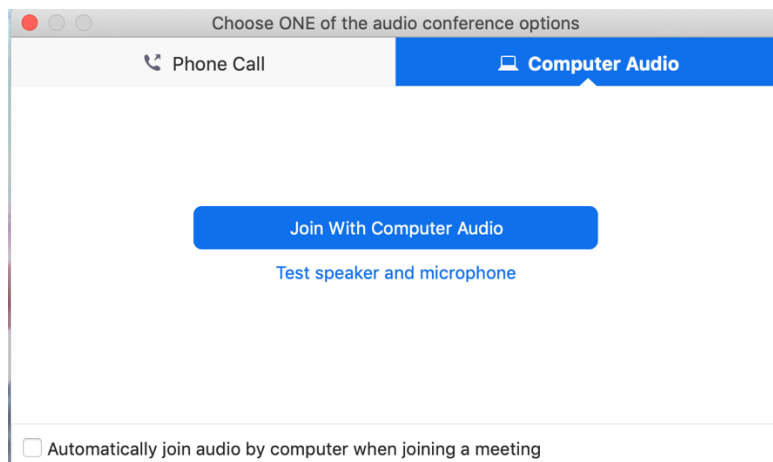 Choose ONE of the audio conference options
Phone Call
Computer Audio
Join With Computer Audio
Test speaker and microphone
Automatically join audio by computer when joining a meeting